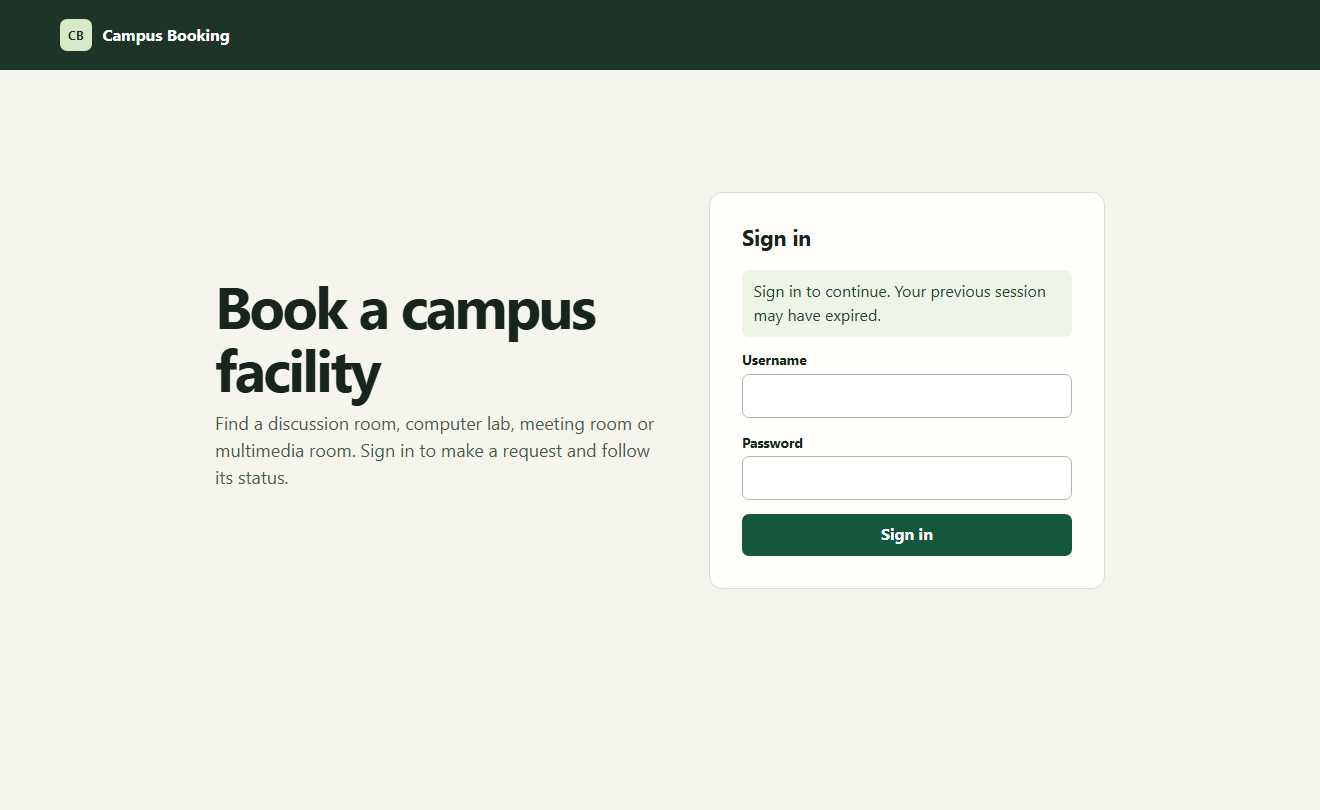 CB
Campus Booking
Book a campus
facility
Find a discussion room, computer lab, meeting room or
multimedia room. Sign in to make a request and follow
its status.
Sign in
Sign in to continue. Your previous session
may have expired.
Username
Password
Sign in